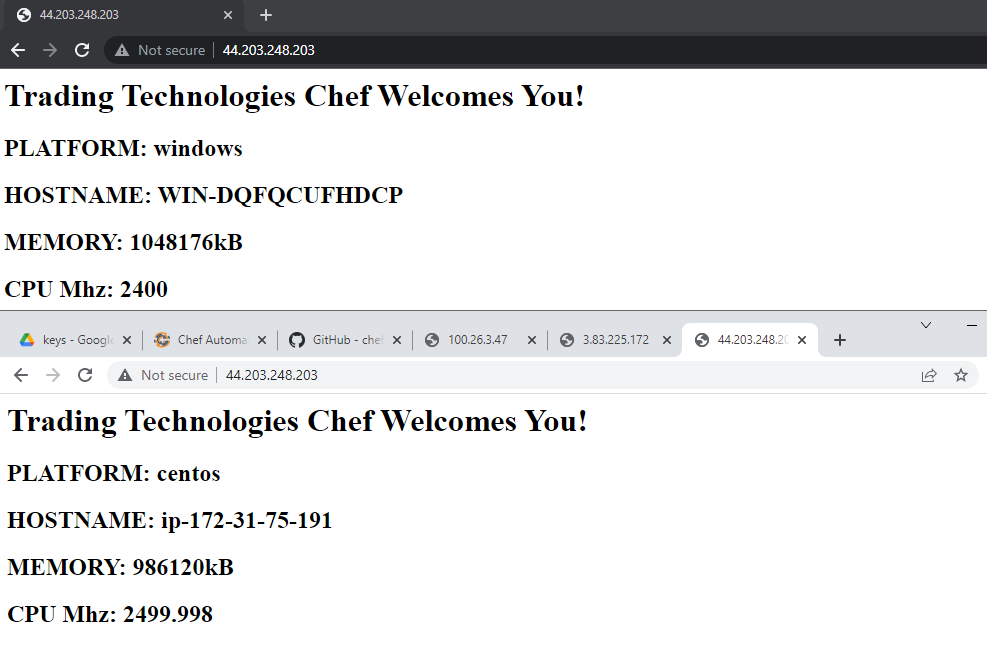 44.203.248.203
Not secure 44.203.248.203
Trading Technologies Chef Welcomes You!
PLATFORM: windows
HOSTNAME: WIN-DQFQCUFHDCP
MEMORY: 1048176kB
CPU Mhz: 2400
keys - Google Chef Automa GitHub - chef 100.26.3.47 3.83.225.172 44.203.248.20
Not secure 44.203.248.203
Trading Technologies Chef Welcomes You!
PLATFORM: centos
HOSTNAME: ip-172-31-75-191
MEMORY: 986120kB
CPU Mhz: 2499.998